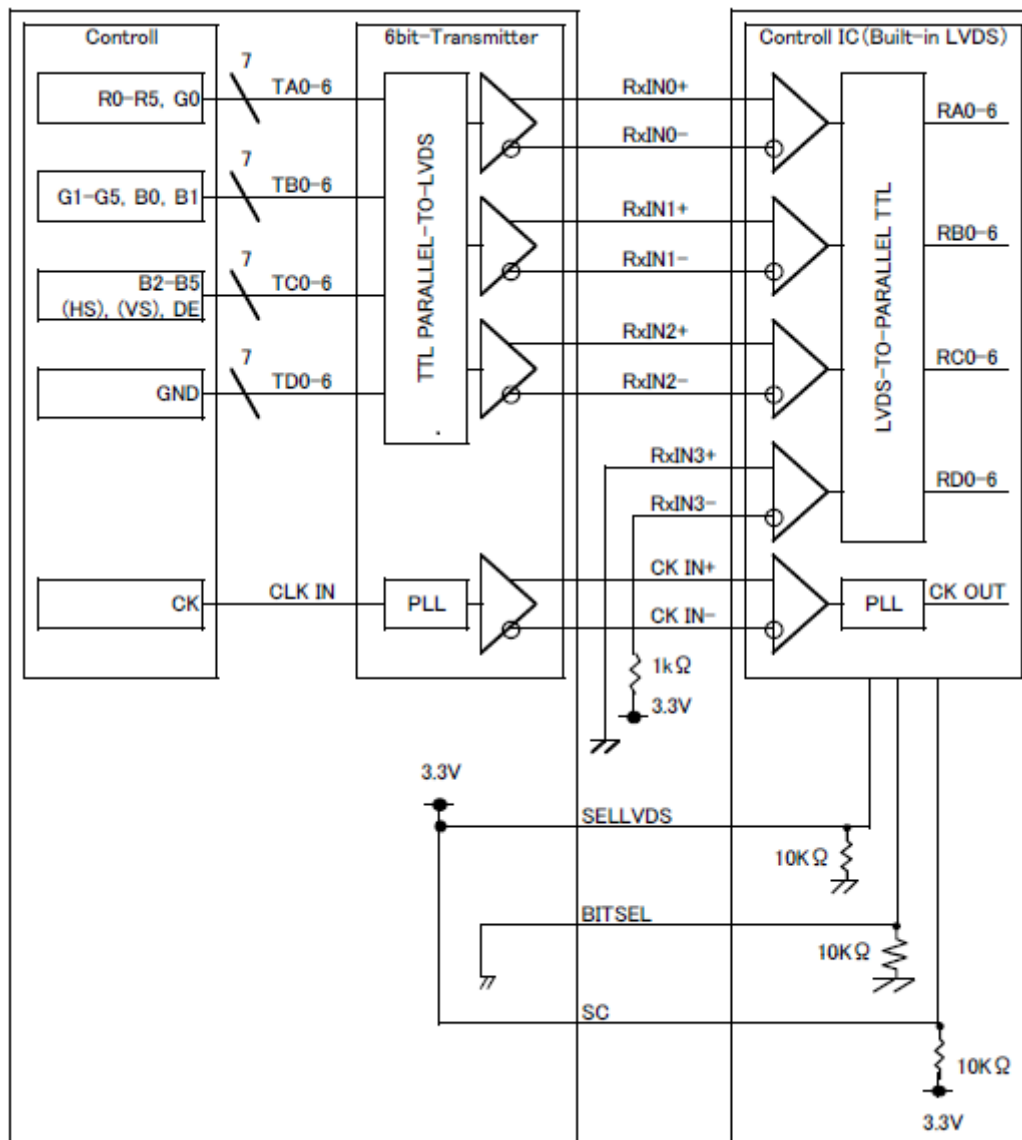 Controll
6bit-Transmitter
Controll IC(Built-in LVDS)
R0-R5, G0
7
TA0-6
RxIN0+
RxIN0-
RA0-6
G1-G5, B0, B1
7
TB0-6
RxIN1+
RxIN1-
RB0-6
B2-B5
(HS), (VS), DE
7
TC0-6
RxIN2+
RxIN2-
RC0-6
GND
7
TD0-6
TTL PARALLEL-TO-LVDS
LVDS-TO-PARALLEL TTL
RxIN3+
RxIN3-
RD0-6
CK
CLK IN
PLL
CK IN+
CK IN-
PLL
CK OUT
1kΩ
3.3V
3.3V
SELLVDS
10KΩ
BITSEL
10KΩ
SC
10KΩ
3.3V